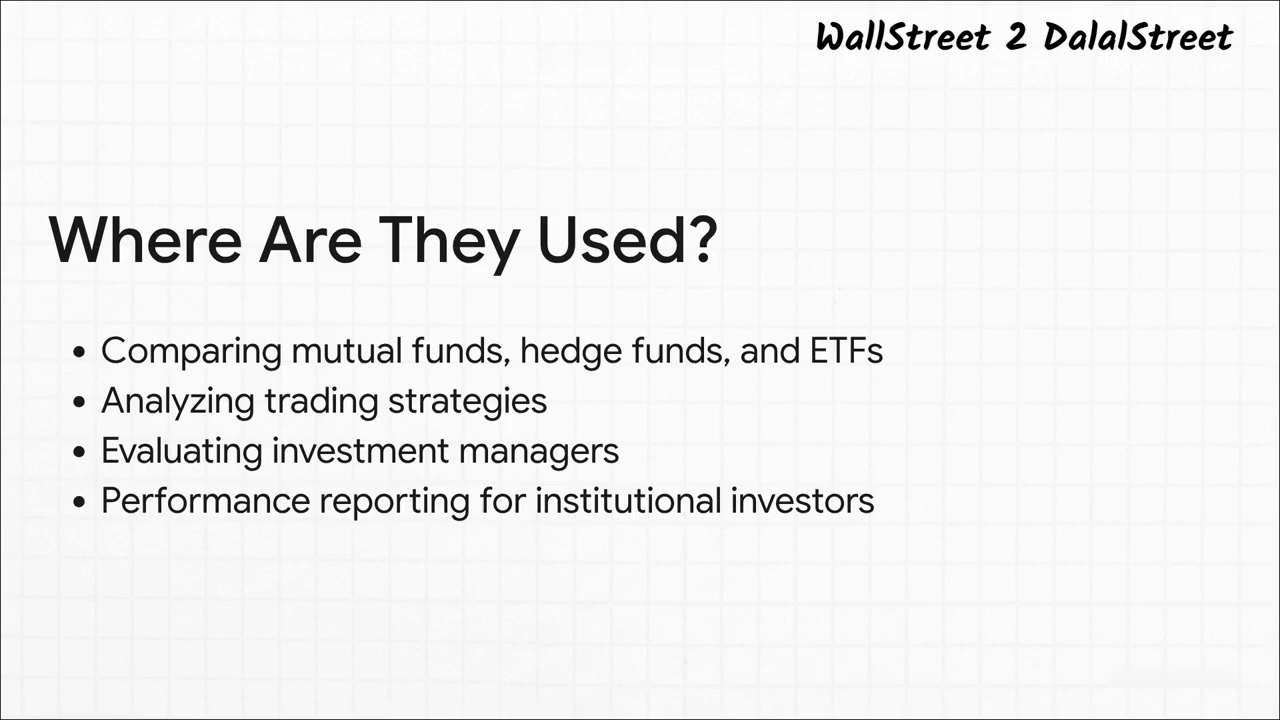 WallStreet 2 DalalStreet
Where Are They Used?
• Comparing mutual funds, hedge funds, and ETFs
• Analyzing trading strategies
• Evaluating investment managers
• Performance reporting for institutional investors